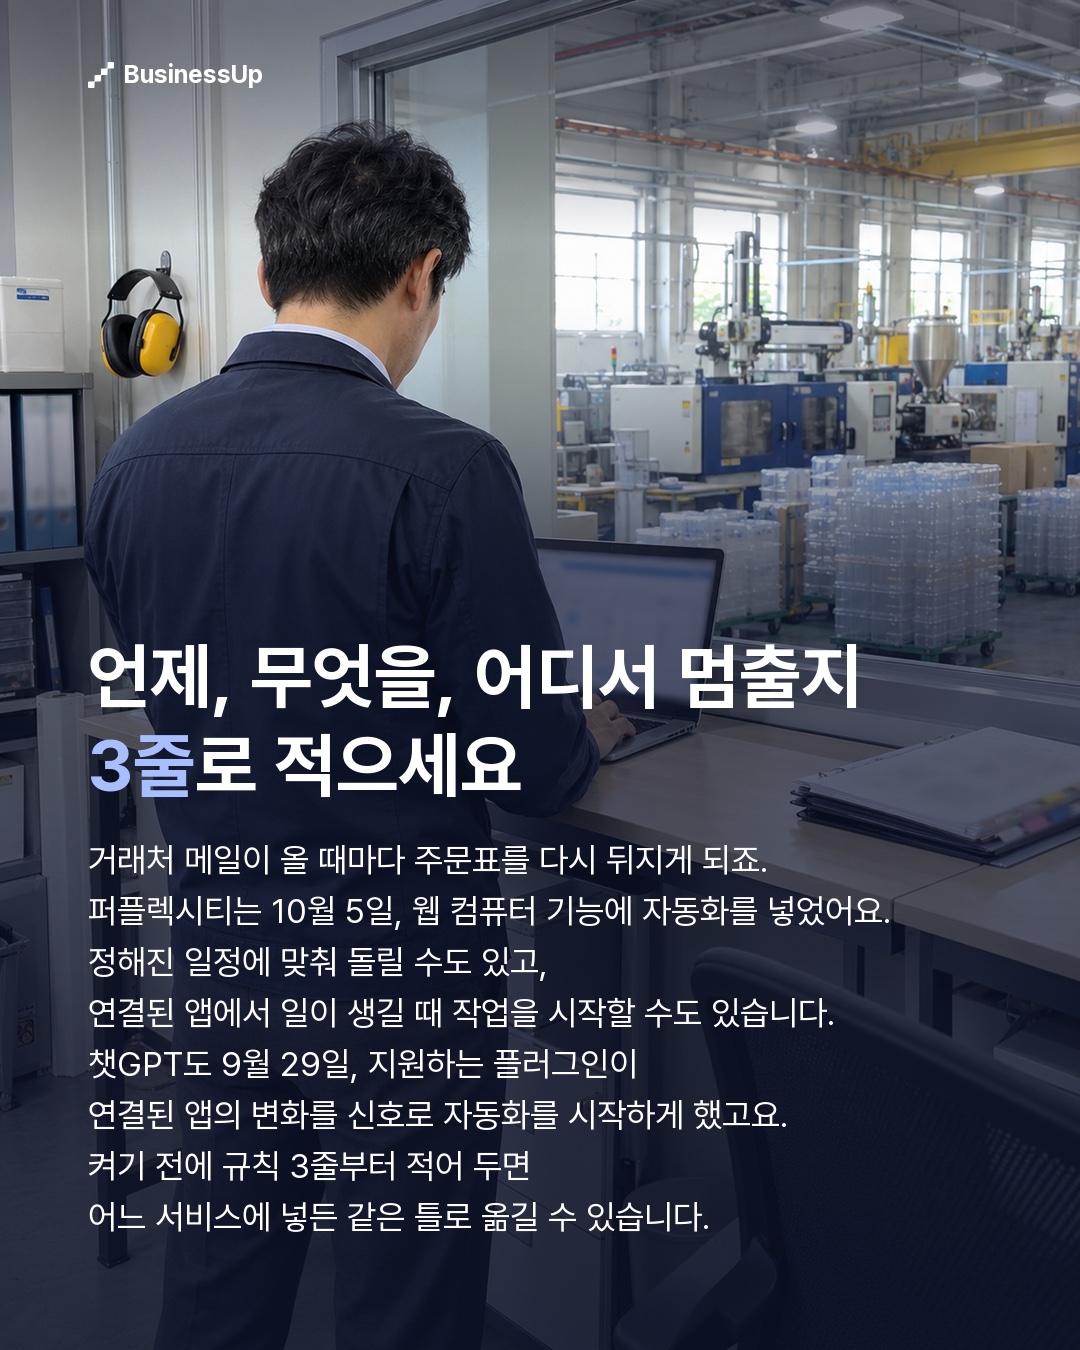 BusinessUp
언제, 무엇을, 어디서 멈출지
3줄로 적으세요
거래처 메일이 올 때마다 주문표를 다시 뒤지게 되죠.
퍼플렉시티는 10월 5일, 웹 컴퓨터 기능에 자동화를 넣었어요.
정해진 일정에 맞춰 돌릴 수도 있고,
연결된 앱에서 일이 생길 때 작업을 시작할 수도 있습니다.
챗GPT도 9월 29일, 지원하는 플러그인이
연결된 앱의 변화를 신호로 자동화를 시작하게 했고요.
켜기 전에 규칙 3줄부터 적어 두면
어느 서비스에 넣든 같은 틀로 옮길 수 있습니다.